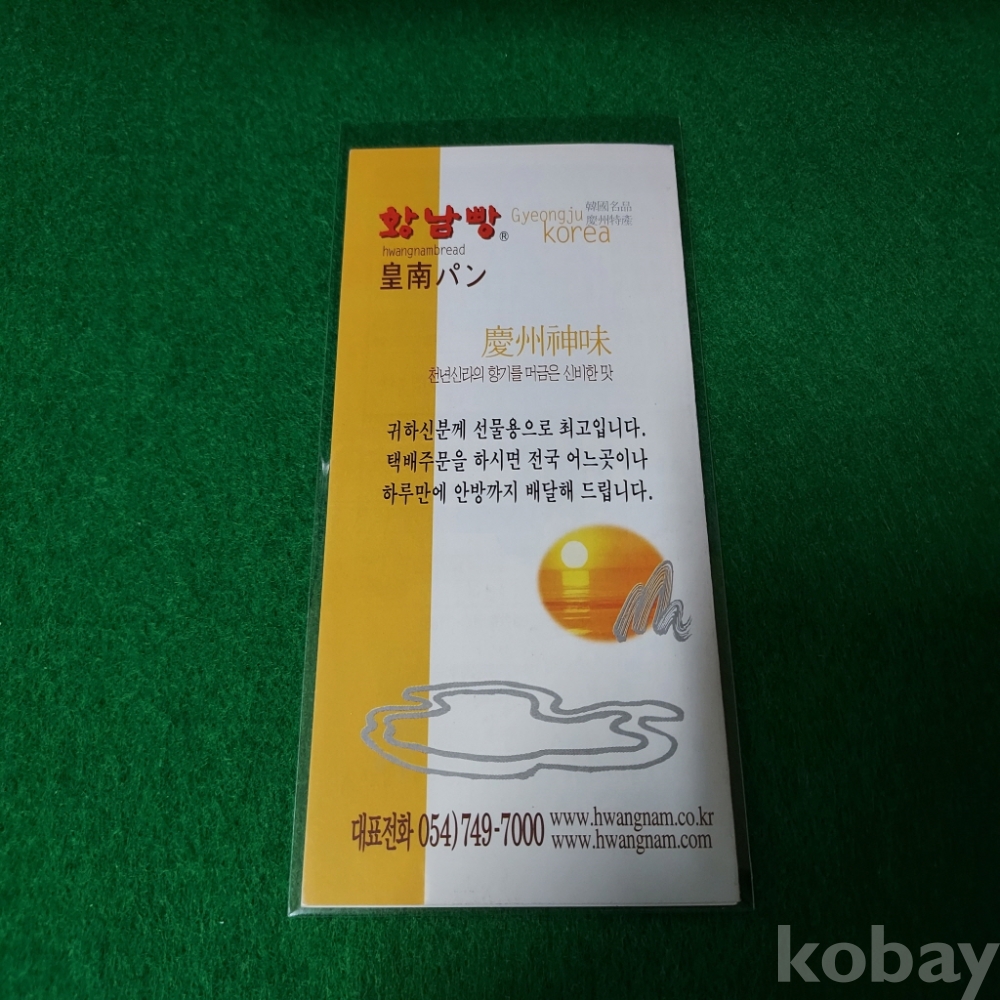 황남빵® Gyeongju 韓國名品
korea 慶州特産
hwangnambread
皇南パン
慶州神味
천년신라의 향기를 머금은 신비한 맛
귀하신분께 선물용으로 최고입니다.
택배주문을 하시면 전국 어느곳이나
하루만에 안방까지 배달해 드립니다.
대표전화 054)749-7000 www.hwangnam.co.kr
www.hwangnam.com
kobay